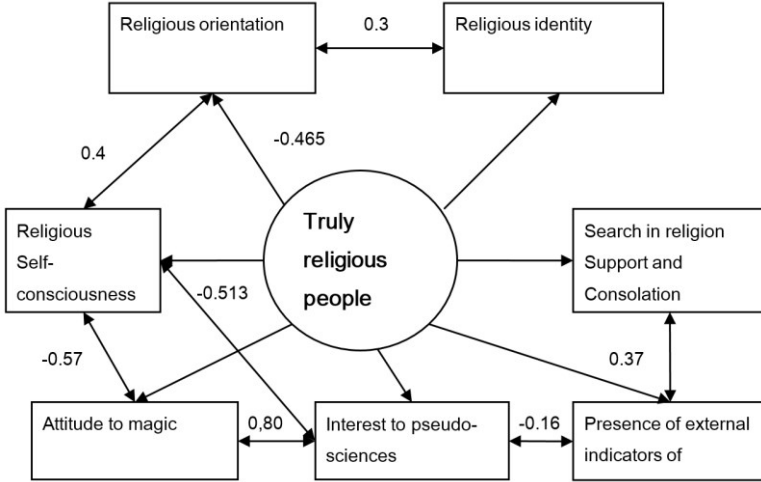 Religious orientation
0.3
Religious identity
0.4
-0.465
Religious
Self-
consciousness
Truly
religious
people
Search in religion
Support and
Consolation
-0.513
-0.57
0.37
Attitude to magic
0,80
Interest to pseudo-
sciences
-0.16
Presence of external
indicators of